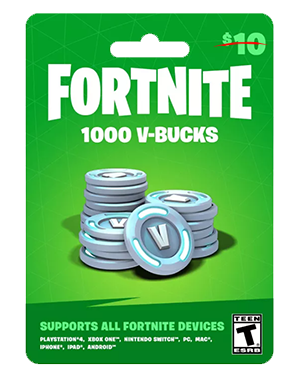 $10
FORTNITE
1000 V-BUCKS
V
V
SUPPORTS ALL FORTNITE DEVICES
PLAYSTATION®4, XBOX ONE™, NINTENDO SWITCH™, PC, MAC®,
IPHONE®, IPAD®, ANDROID™
TEEN
T
ESRB